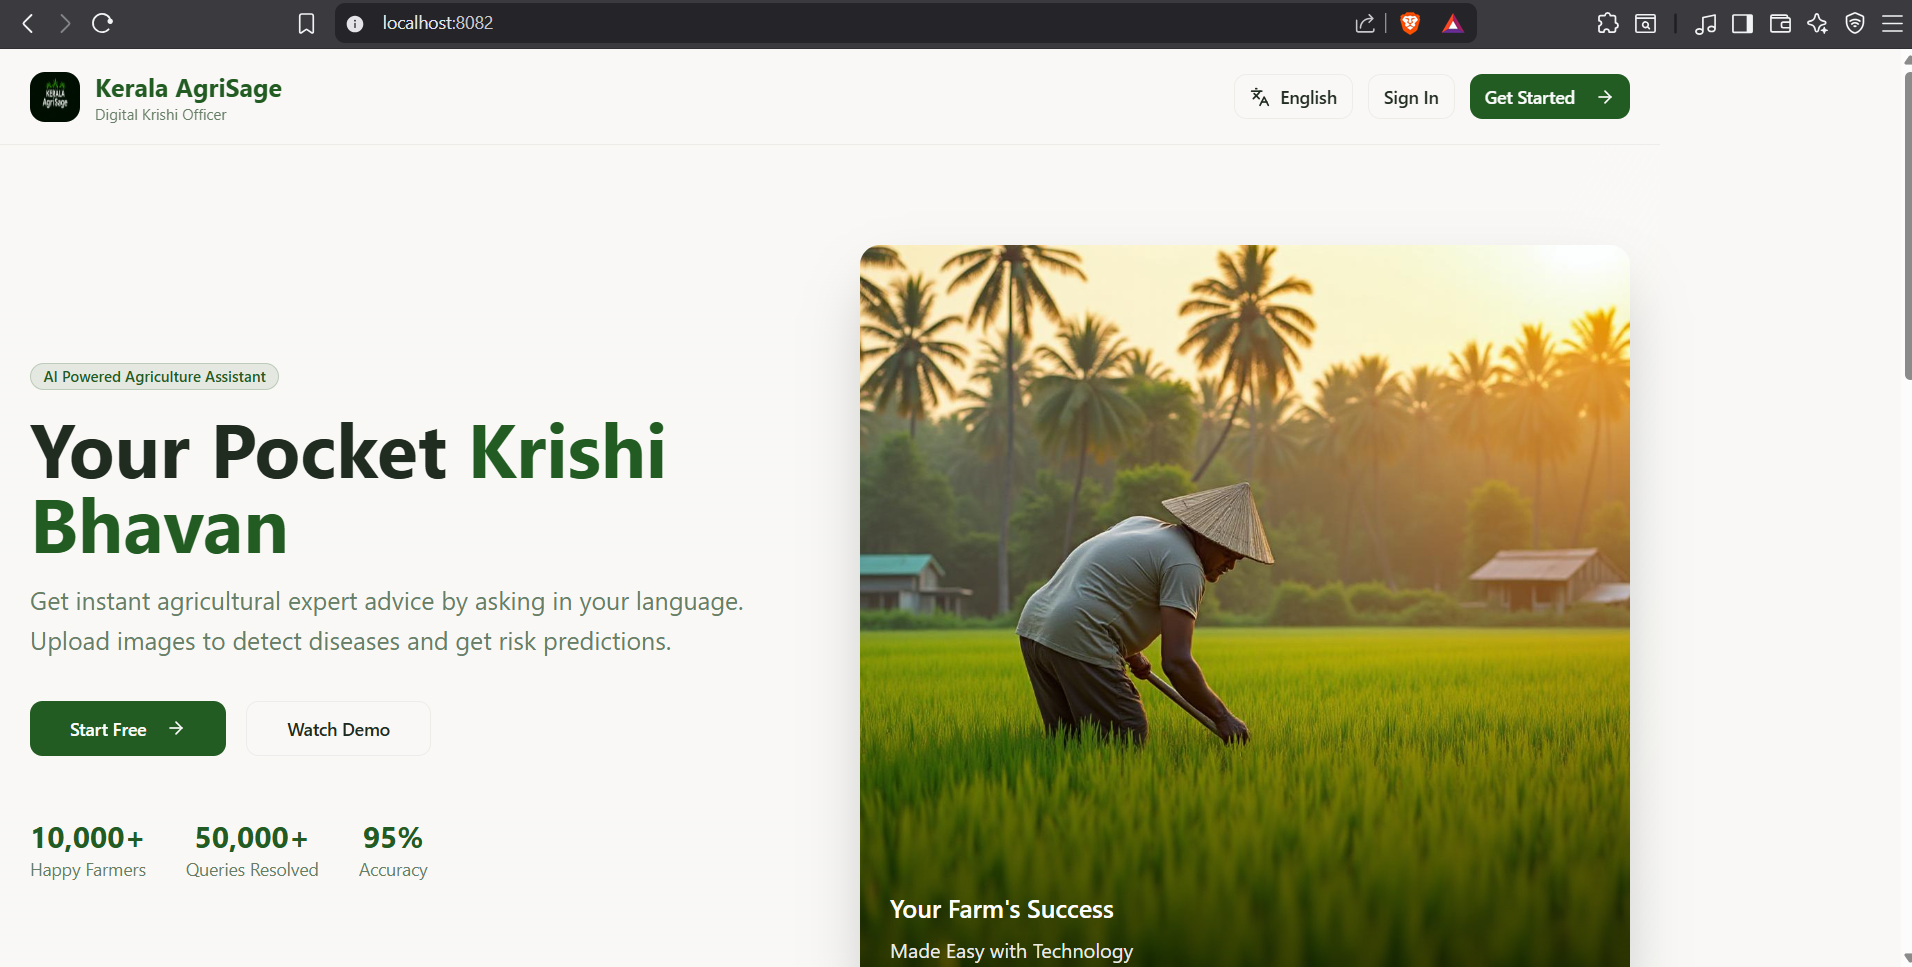 localhost:8082
KERALA
AgriSage
Kerala AgriSage
Digital Krishi Officer
English
Sign In
Get Started
AI Powered Agriculture Assistant
Your Pocket Krishi
Bhavan
Get instant agricultural expert advice by asking in your language.
Upload images to detect diseases and get risk predictions.
Start Free
Watch Demo
10,000+ 50,000+ 95%
Happy Farmers Queries Resolved Accuracy
Your Farm's Success
Made Easy with Technology